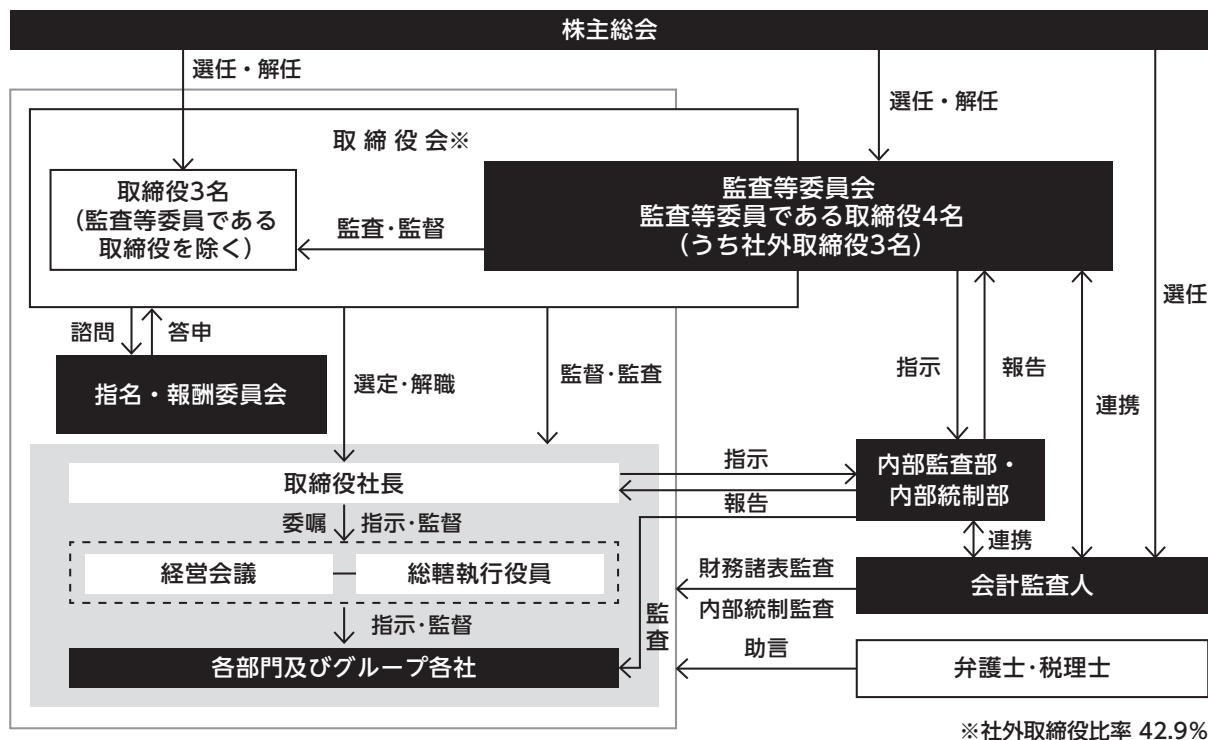 株主総会
選任・解任
選任・解任
選任
取締役会※
取締役3名
（監査等委員である
取締役を除く）
監査・監督
監査等委員会
監査等委員である取締役4名
（うち社外取締役3名）
諮問
答申
指名・報酬委員会
選定・解職
監督・監査
指示
報告
連携
取締役社長
指示
報告
内部監査部・
内部統制部
委嘱
指示・監督
連携
経営会議
総轄執行役員
財務諸表監査
内部統制監査
会計監査人
指示・監督
監査
各部門及びグループ各社
助言
弁護士・税理士
※社外取締役比率 42.9%